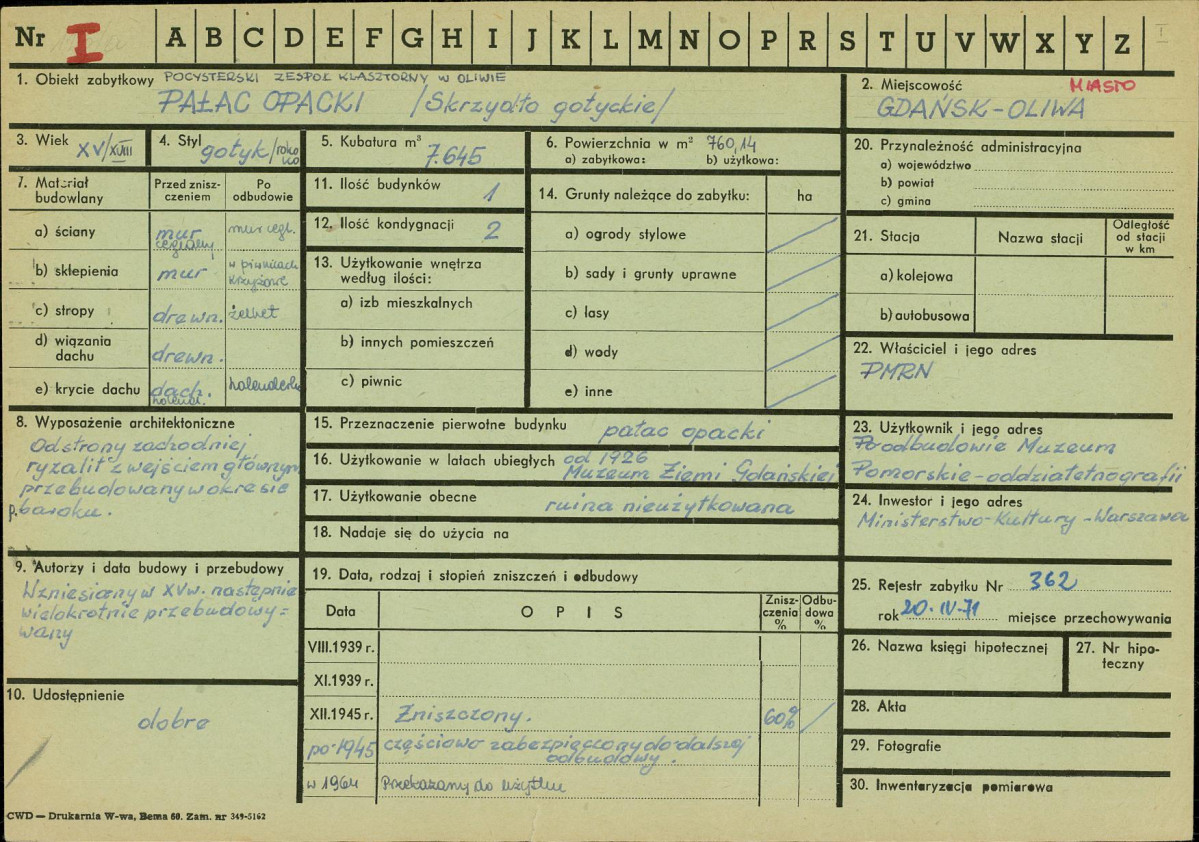 Nr I A B C D E F G H I J K L M N O P R S T U V W X Y Z I
1. Obiekt zabytkowy POCYSTERSKI ZESPÓŁ KLASZTORNY W OLIWIE
PAŁAC OPACKI /Skrzydło gotyckie/
2. Miejscowość MIASTO
GDAŃSK-OLIWA
3. Wiek XV/XVIII
4. Styl gotyk/rokoko
5. Kubatura m³ 7.645
6. Powierzchnia w m² 760,14
a) zabytkowa: b) użytkowa:
7. Materiał budowlany
Przed zniszczeniem
Po odbudowie
a) ściany mur ceglany mur cegl.
b) sklepienia mur w piwnicach krzyżowe
c) stropy drewn. żelbet
d) wiązania dachu drewn.
e) krycie dachu dach. holend. holenderka
8. Wyposażenie architektoniczne
Od strony zachodniej
ryzalit z wejściem głównym
przebudowany w okresie
p. baroku.
9. Autorzy i data budowy i przebudowy
Wzniesiony w XV w. następnie
wielokrotnie przebudowy=
wany
10. Udostępnienie
dobre
11. Ilość budynków 1
12. Ilość kondygnacji 2
13. Użytkowanie wnętrza
według ilości:
a) izb mieszkalnych
b) innych pomieszczeń
c) piwnic
14. Grunty należące do zabytku: ha
a) ogrody stylowe
b) sady i grunty uprawne
c) lasy
d) wody
e) inne
15. Przeznaczenie pierwotne budynku pałac opacki
16. Użytkowanie w latach ubiegłych od 1926
Muzeum Ziemi Gdańskiej
17. Użytkowanie obecne ruina nieużytkowana
18. Nadaje się do użycia na
19. Data, rodzaj i stopień zniszczeń i odbudowy
Data OPIS Zniszczenia % Odbudowa %
VIII.1939 r.
XI.1939 r.
XII.1945 r. Zniszczony. 60%
po-1945 częściowo zabezpieczony do dalszej
odbudowy.
w 1964 Przekazany do użytku
20. Przynależność administracyjna
a) województwo
b) powiat
c) gmina
21. Stacja Nazwa stacji Odległość od stacji w km
a) kolejowa
b) autobusowa
22. Właściciel i jego adres
PMRN
23. Użytkownik i jego adres
Po odbudowie Muzeum
Pomorskie-oddział etnografii
24. Inwestor i jego adres
Ministerstwo-Kultury-Warszawa
25. Rejestr zabytku Nr 362
rok 20.IV-71 miejsce przechowywania
26. Nazwa księgi hipotecznej
27. Nr hipo-
teczny
28. Akta
29. Fotografie
30. Inwentaryzacja pomiarowa
CWD — Drukarnia W-wa, Bema 60. Zam. nr 349-5162